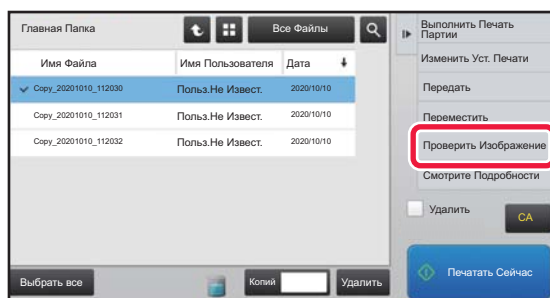 Главная Папка
Все Файлы
Имя Файла Имя Пользователя Дата
Copy_20201010_112030 Польз.Не Извест. 2020/10/10
Copy_20201010_112031 Польз.Не Извест. 2020/10/10
Copy_20201010_112032 Польз.Не Извест. 2020/10/10
Выбрать все
Копий
Удалить
Выполнить Печать
Партии
Изменить Уст. Печати
Передать
Переместить
Проверить Изображение
Смотрите Подробности
Удалить
CA
Печатать Сейчас